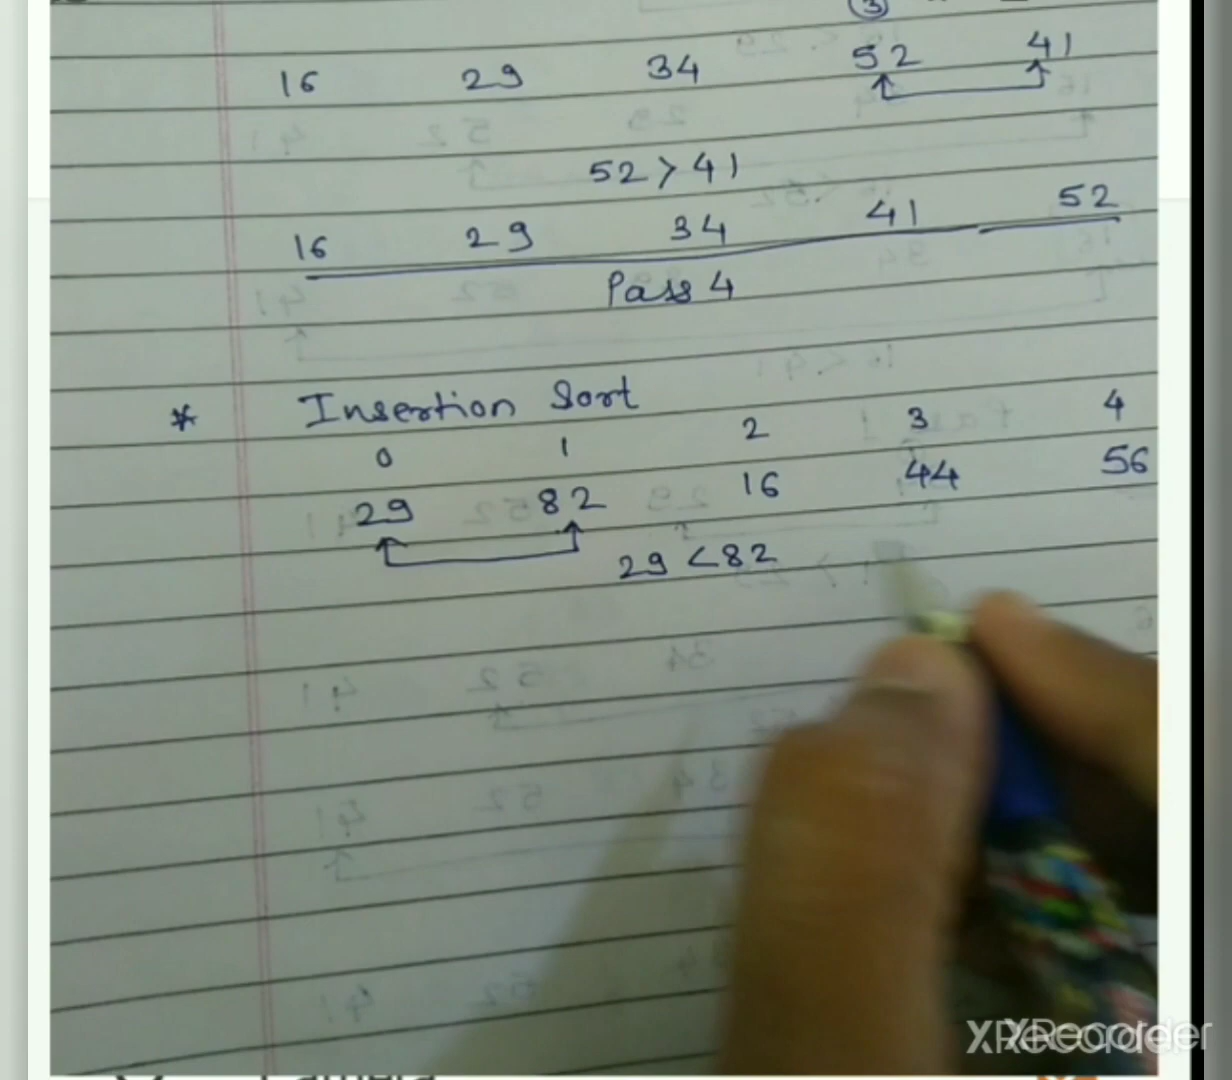 3
16 29 34 52 41
52 > 41
16 29 34 41 52
Pass 4
* Insertion Sort
0 1 2 3 4
29 82 16 44 56
29 < 82
XRecorder